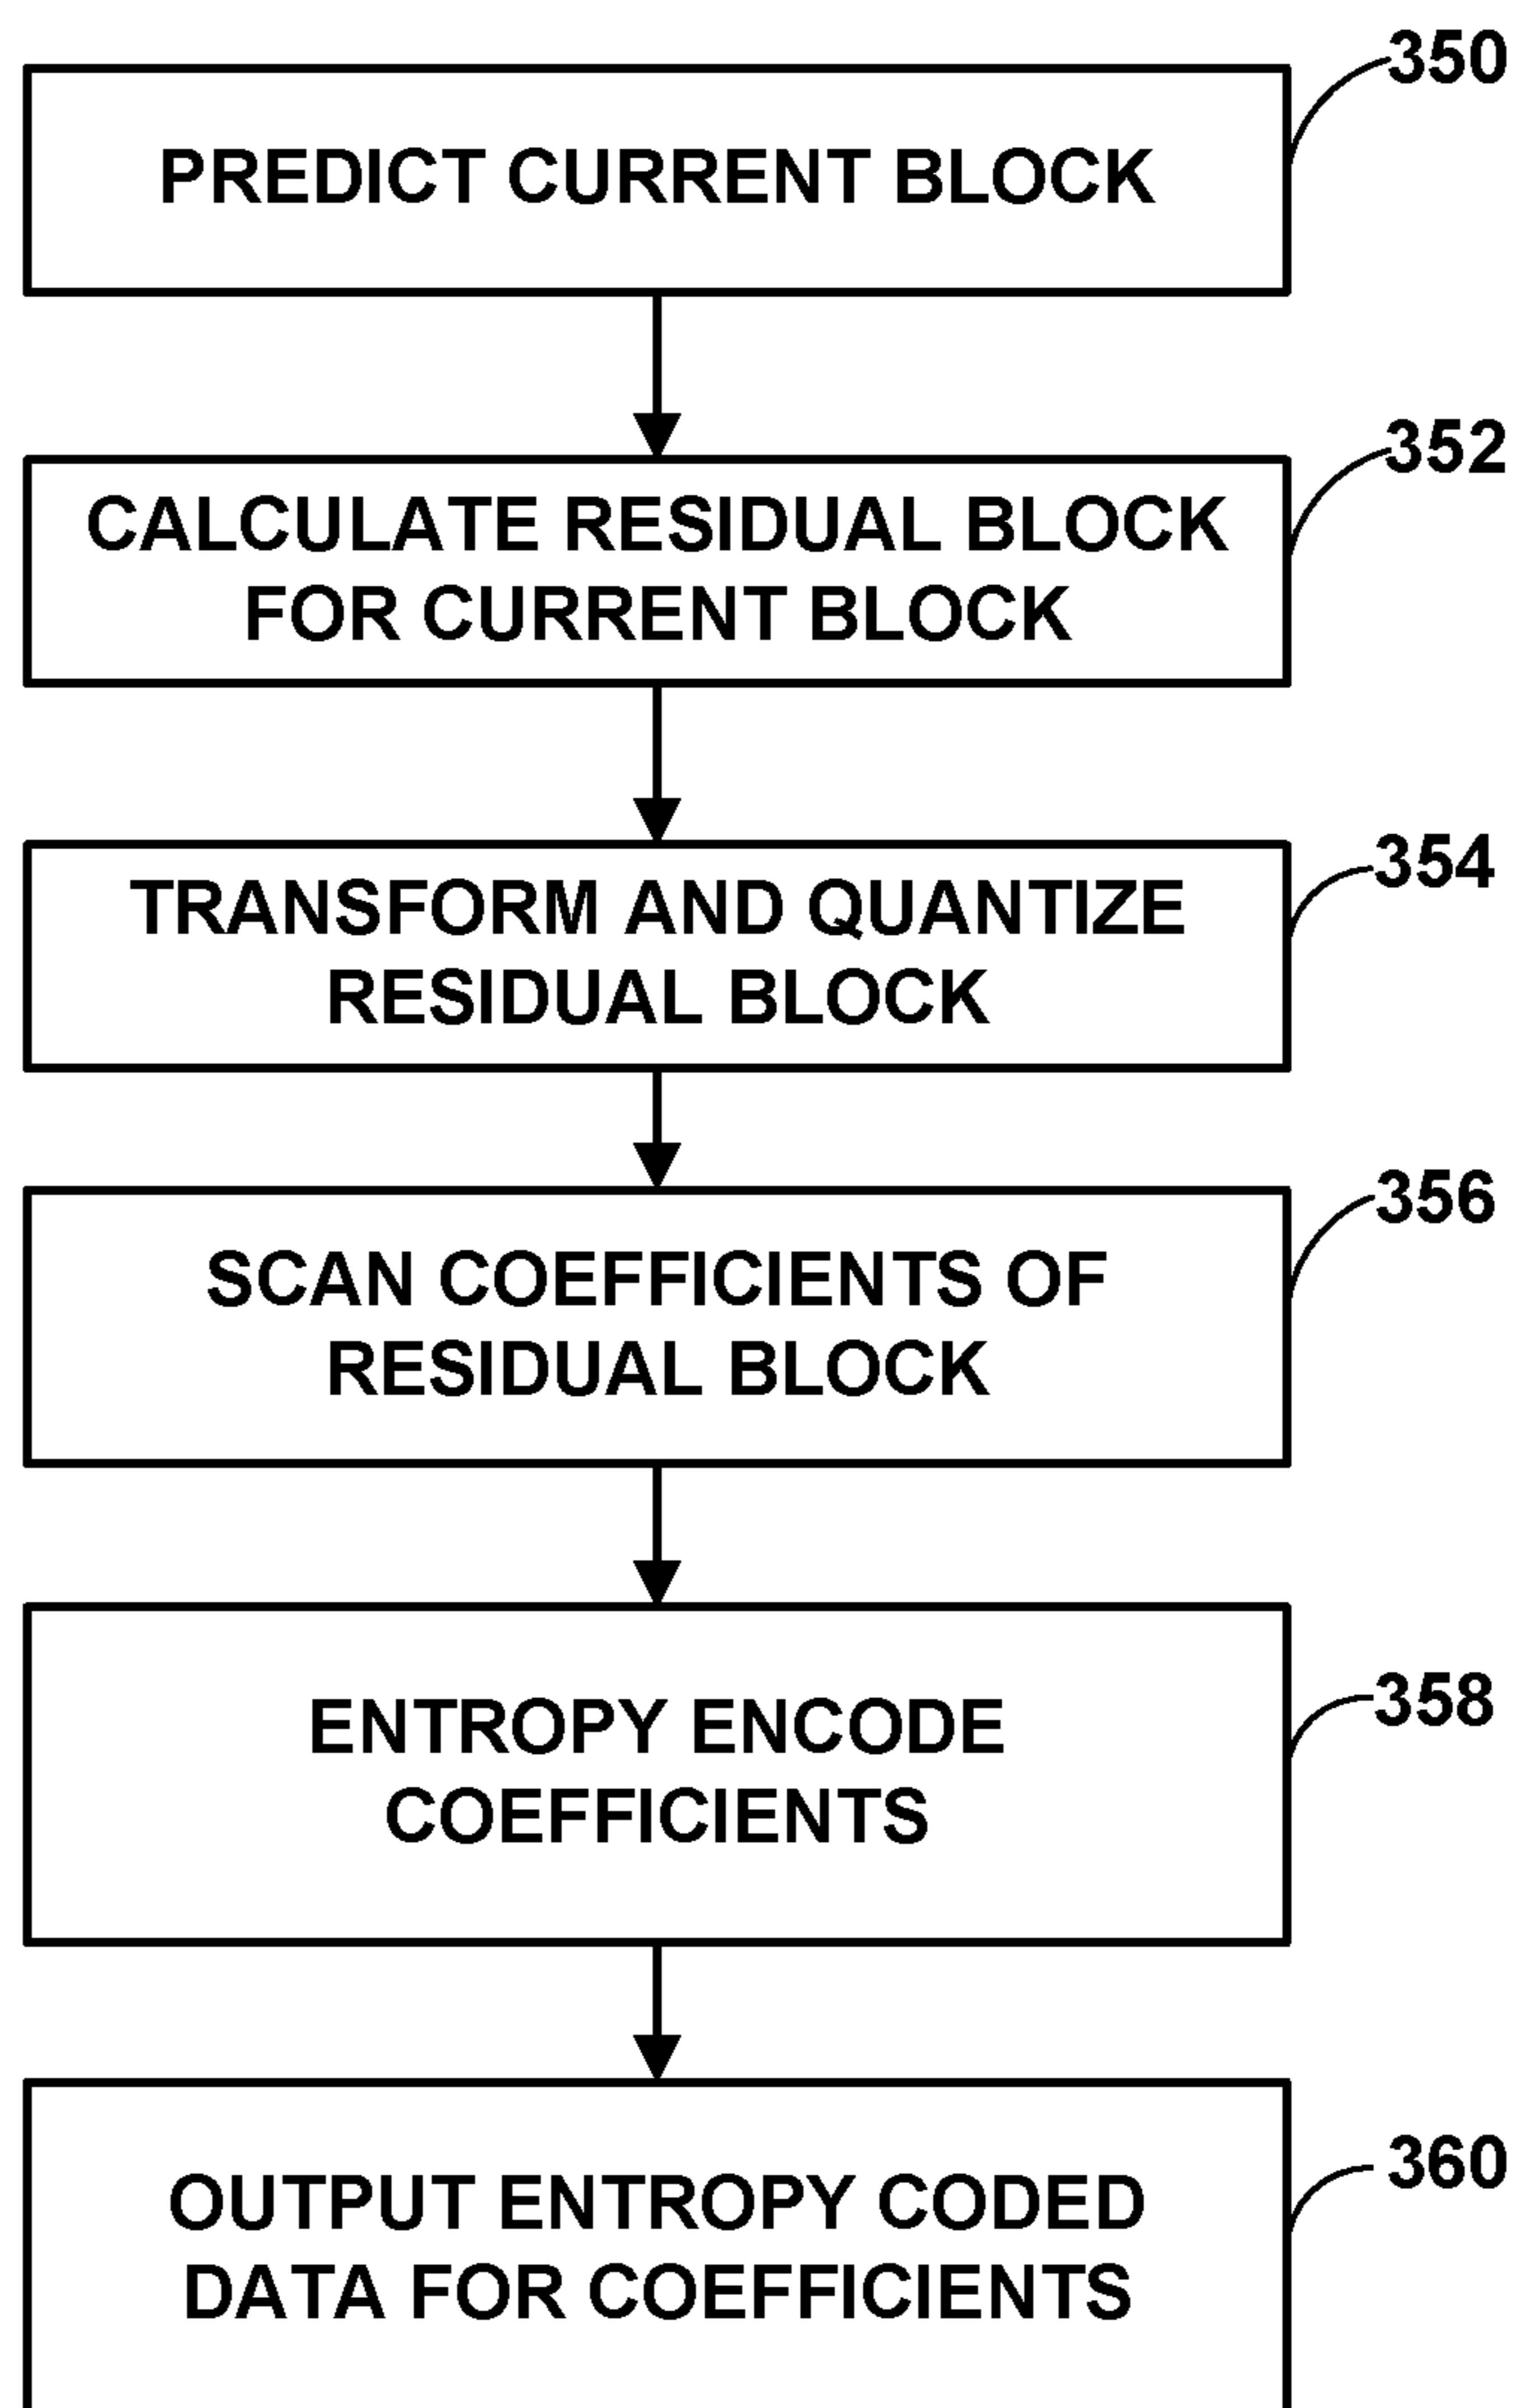 350
PREDICT CURRENT BLOCK
352
CALCULATE RESIDUAL BLOCK
FOR CURRENT BLOCK
354
TRANSFORM AND QUANTIZE
RESIDUAL BLOCK
356
SCAN COEFFICIENTS OF
RESIDUAL BLOCK
358
ENTROPY ENCODE
COEFFICIENTS
360
OUTPUT ENTROPY CODED
DATA FOR COEFFICIENTS